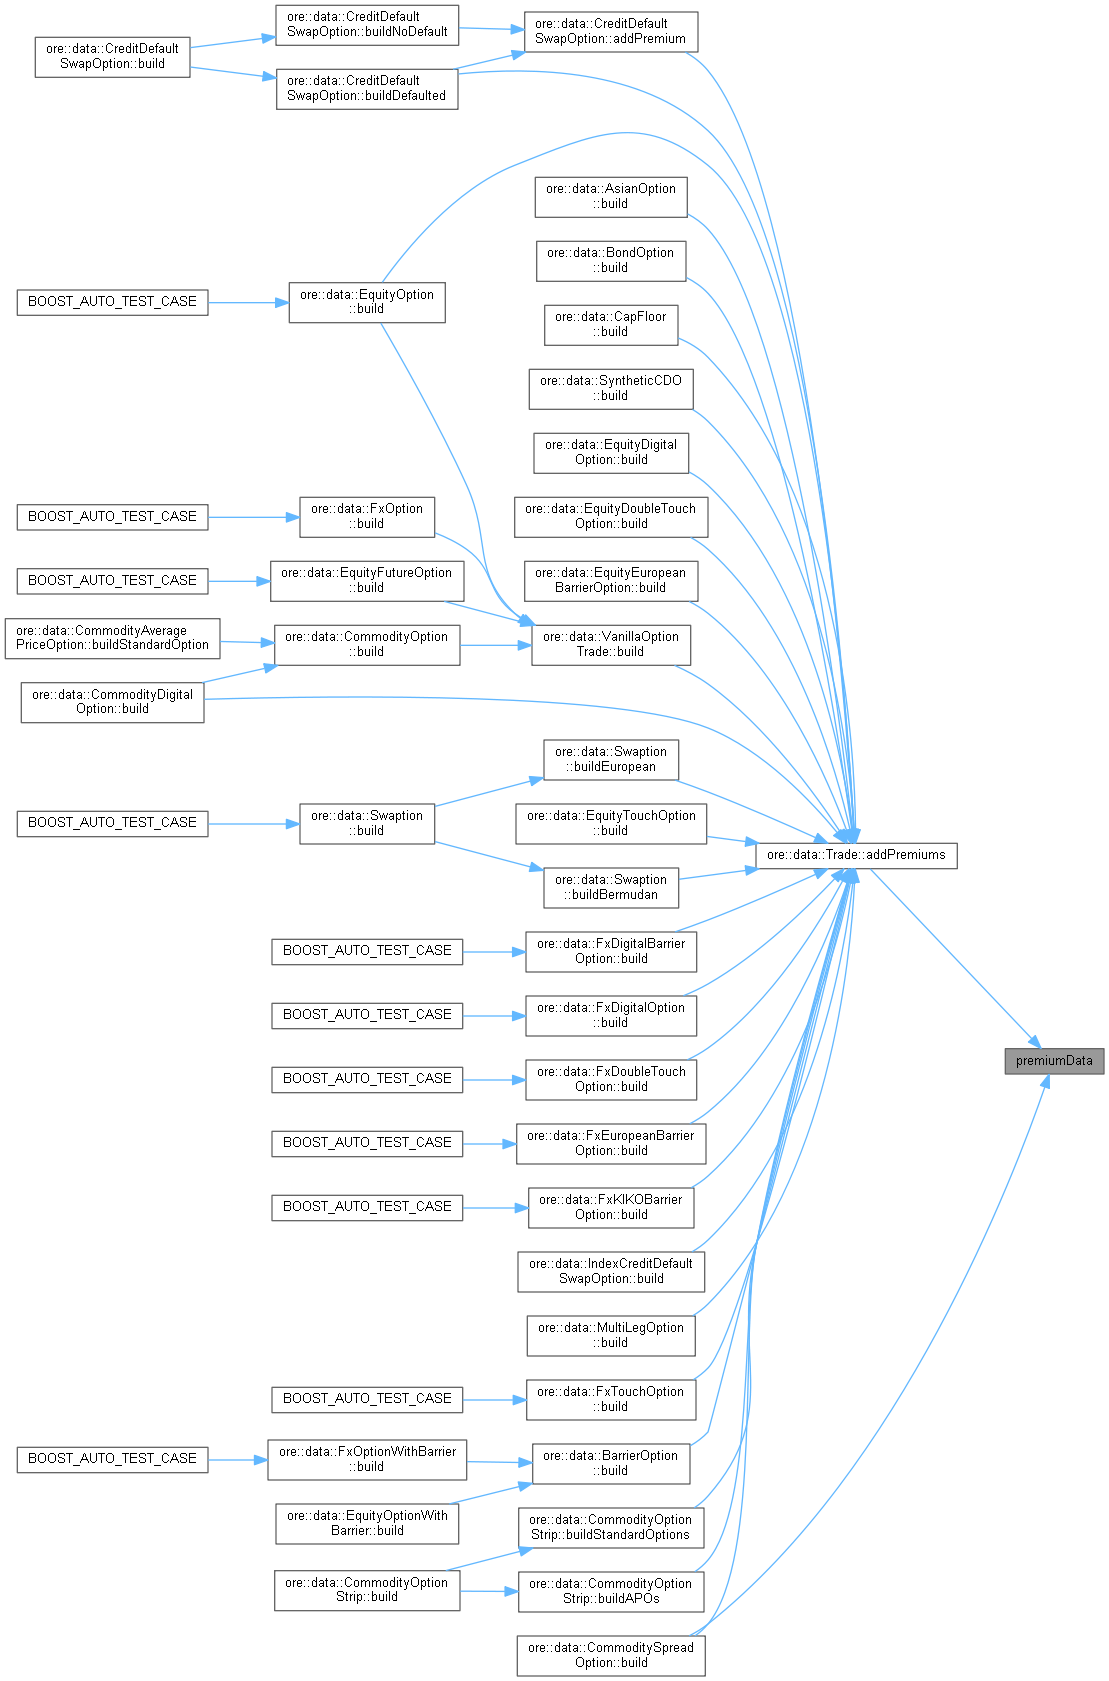 ore::data::CreditDefault
SwapOption::build
ore::data::CreditDefault
SwapOption::buildNoDefault
ore::data::CreditDefault
SwapOption::buildDefaulted
ore::data::CreditDefault
SwapOption::addPremium
ore::data::AsianOption
::build
ore::data::BondOption
::build
BOOST_AUTO_TEST_CASE
ore::data::EquityOption
::build
ore::data::CapFloor
::build
ore::data::SyntheticCDO
::build
ore::data::EquityDigital
Option::build
BOOST_AUTO_TEST_CASE
ore::data::FxOption
::build
ore::data::EquityDoubleTouch
Option::build
BOOST_AUTO_TEST_CASE
ore::data::EquityFutureOption
::build
ore::data::EquityEuropean
BarrierOption::build
ore::data::CommodityAverage
PriceOption::buildStandardOption
ore::data::CommodityOption
::build
ore::data::VanillaOption
Trade::build
ore::data::CommodityDigital
Option::build
ore::data::Swaption
::buildEuropean
BOOST_AUTO_TEST_CASE
ore::data::Swaption
::build
ore::data::EquityTouchOption
::build
ore::data::Trade::addPremiums
ore::data::Swaption
::buildBermudan
BOOST_AUTO_TEST_CASE
ore::data::FxDigitalBarrier
Option::build
BOOST_AUTO_TEST_CASE
ore::data::FxDigitalOption
::build
premiumData
BOOST_AUTO_TEST_CASE
ore::data::FxDoubleTouch
Option::build
BOOST_AUTO_TEST_CASE
ore::data::FxEuropeanBarrier
Option::build
BOOST_AUTO_TEST_CASE
ore::data::FxKIKOBarrier
Option::build
ore::data::IndexCreditDefault
SwapOption::build
ore::data::MultiLegOption
::build
BOOST_AUTO_TEST_CASE
ore::data::FxTouchOption
::build
BOOST_AUTO_TEST_CASE
ore::data::FxOptionWithBarrier
::build
ore::data::BarrierOption
::build
ore::data::EquityOptionWith
Barrier::build
ore::data::CommodityOption
Strip::buildStandardOptions
ore::data::CommodityOption
Strip::build
ore::data::CommodityOption
Strip::buildAPOs
ore::data::CommoditySpread
Option::build